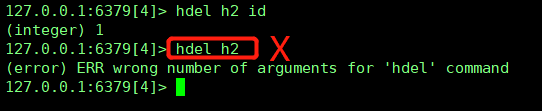 127.0.0.1:6379[4]> hdel h2 id
(integer) 1
127.0.0.1:6379[4]> hdel h2 X
(error) ERR wrong number of arguments for 'hdel' command
127.0.0.1:6379[4]>